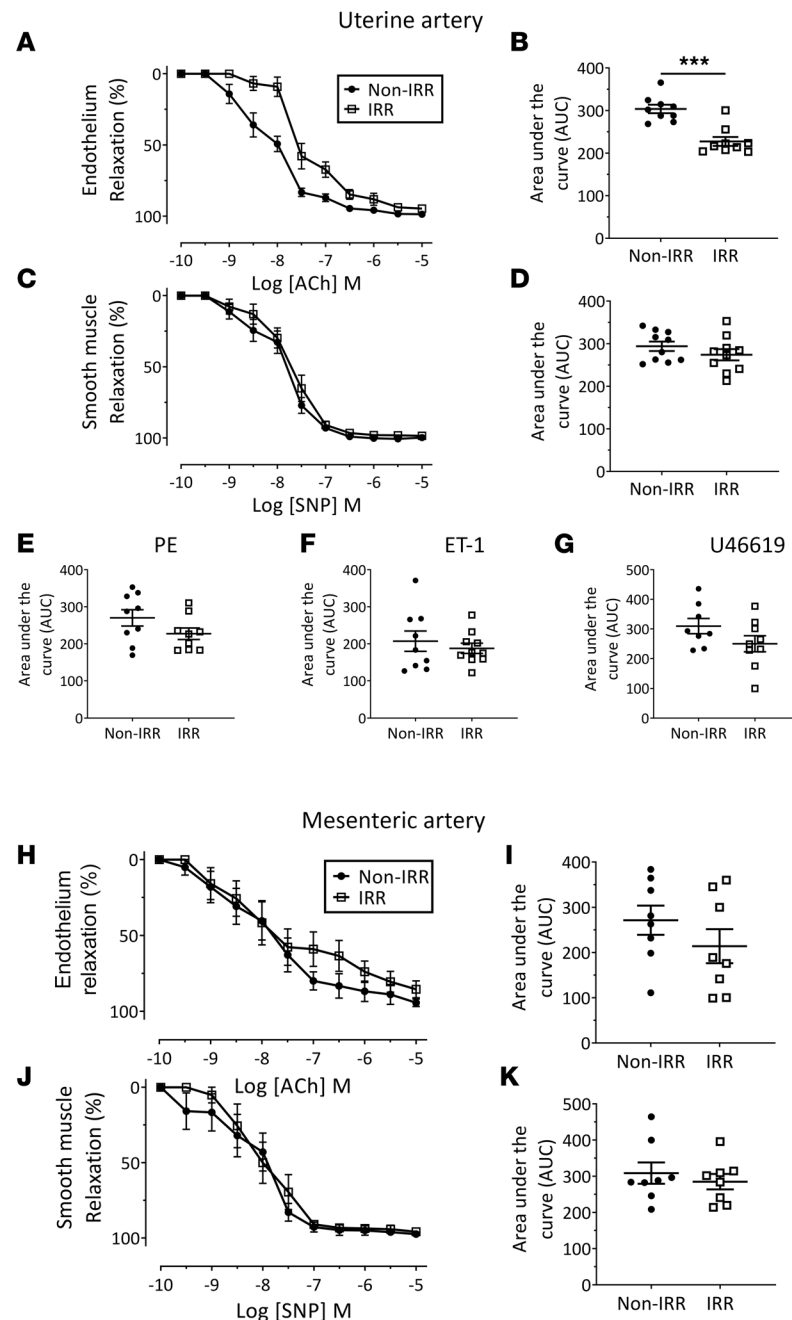 Uterine artery
A
Endothelium
Relaxation (%)
0
50
100
Non-IRR
IRR
-10 -9 -8 -7 -6 -5
Log [ACh] M
B
Area under the
curve (AUC)
400
300
200
100
0
***
Non-IRR IRR
C
Smooth muscle
Relaxation (%)
0
50
100
-10 -9 -8 -7 -6 -5
Log [SNP] M
D
Area under the
curve (AUC)
400
300
200
100
0
Non-IRR IRR
E
PE
Area under the
curve (AUC)
400
300
200
100
0
Non-IRR IRR
F
ET-1
Area under the
curve (AUC)
400
300
200
100
0
Non-IRR IRR
G
U46619
Area under the
curve (AUC)
500
400
300
200
100
0
Non-IRR IRR
Mesenteric artery
H
Endothelium
relaxation (%)
0
50
100
Non-IRR
IRR
-10 -9 -8 -7 -6 -5
Log [ACh] M
I
Area under the
curve (AUC)
400
300
200
100
0
Non-IRR IRR
J
Smooth muscle
Relaxation (%)
0
50
100
-10 -9 -8 -7 -6 -5
Log [SNP] M
K
Area under the
curve (AUC)
500
400
300
200
100
0
Non-IRR IRR